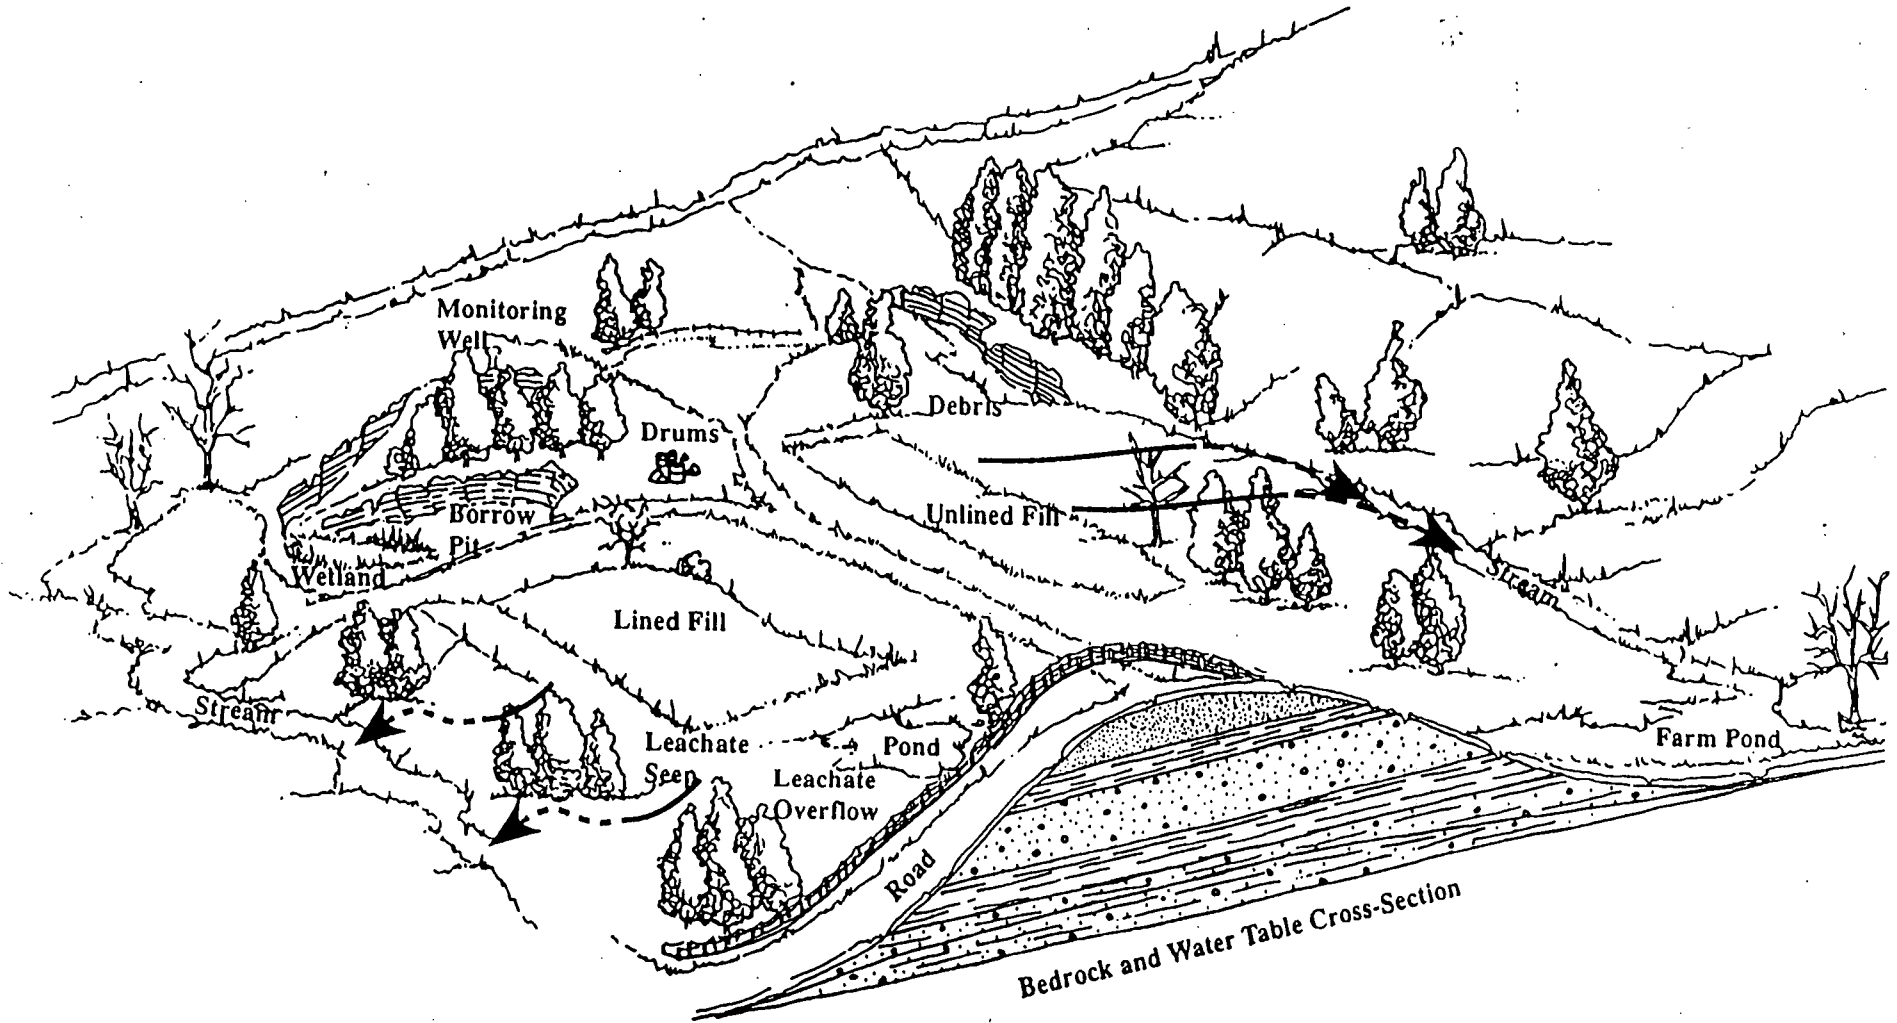 Monitoring
Well
Debris
Drums
Borrow
Pit
Unlined Fill
Wetland
Stream
Lined Fill
Stream
Leachate
Seep
Pond
Farm Pond
Leachate
Overflow
Road
Bedrock and Water Table Cross-Section